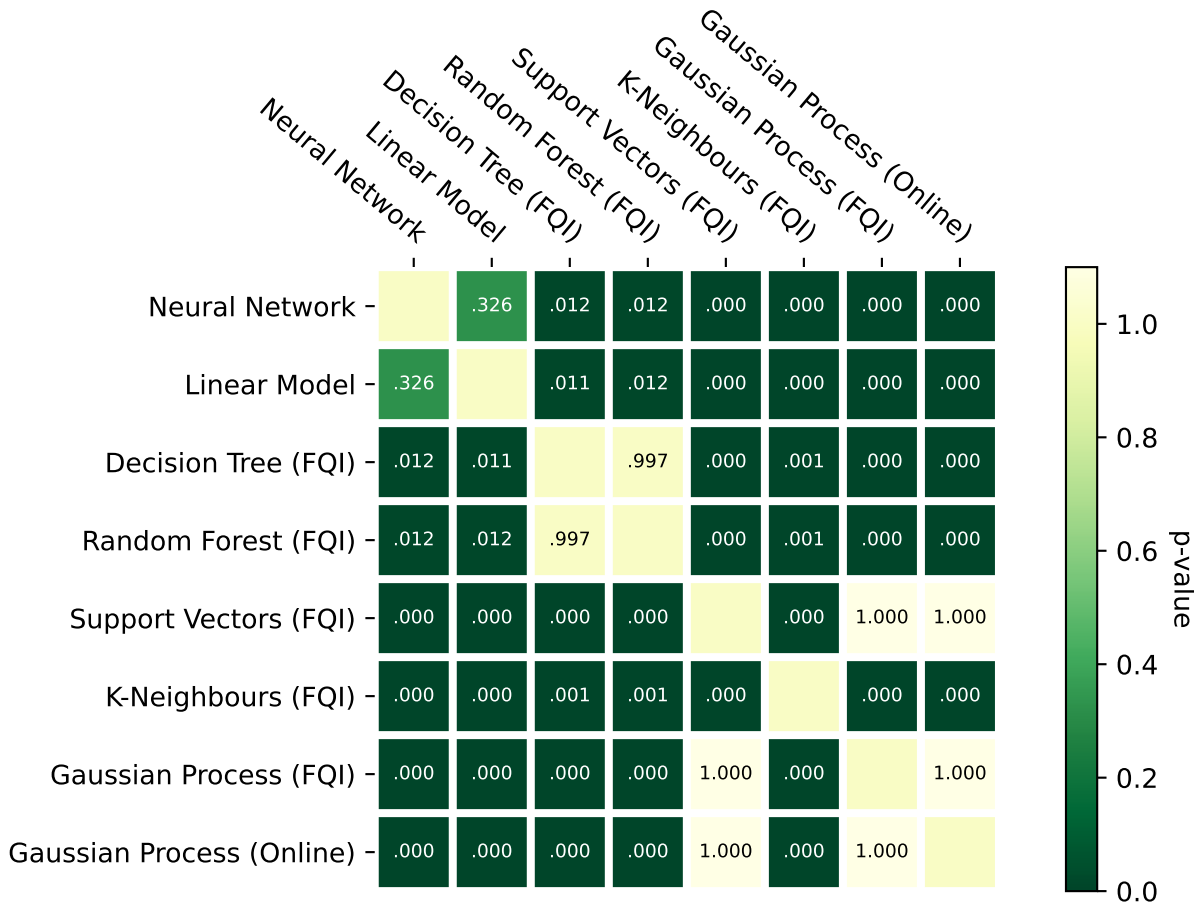 Neural Network
Linear Model
Decision Tree (FQI)
Random Forest (FQI)
Support Vectors (FQI)
K-Neighbours (FQI)
Gaussian Process (FQI)
Gaussian Process (Online)
Neural Network .326 .012 .012 .000 .000 .000 .000
Linear Model .326 .011 .012 .000 .000 .000 .000
Decision Tree (FQI) .012 .011 .997 .000 .001 .000 .000
Random Forest (FQI) .012 .012 .997 .000 .001 .000 .000
Support Vectors (FQI) .000 .000 .000 .000 .000 1.000 1.000
K-Neighbours (FQI) .000 .000 .001 .001 .000 .000 .000
Gaussian Process (FQI) .000 .000 .000 .000 1.000 .000 1.000
Gaussian Process (Online) .000 .000 .000 .000 1.000 .000 1.000
1.0
0.8
0.6
0.4
0.2
0.0
p-value